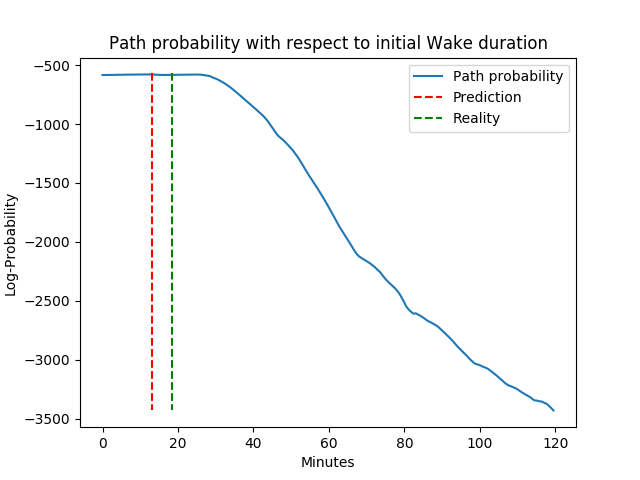 Path probability with respect to initial Wake duration
Path probability
Prediction
Reality
−500
−1000
−1500
−2000
−2500
−3000
−3500
Log-Probability
0 20 40 60 80 100 120
Minutes